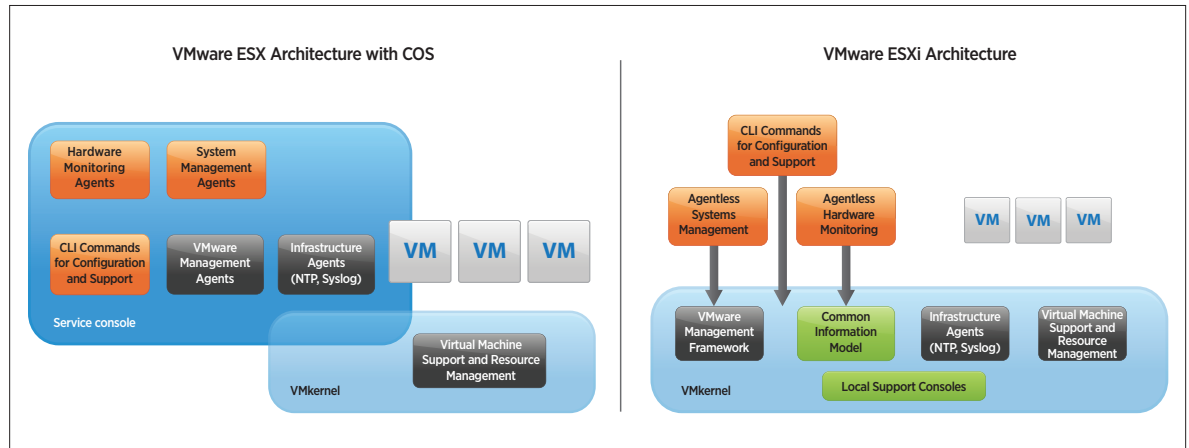 VMware ESX Architecture with COS
Hardware
Monitoring
Agents
System
Management
Agents
CLI Commands
for Configuration
and Support
VMware
Management
Agents
Infrastructure
Agents
(NTP, Syslog)
VM
VM
VM
Service console
Virtual Machine
Support and Resource
Management
VMkernel
VMware ESXi Architecture
CLI Commands
for Configuration
and Support
Agentless
Systems
Management
Agentless
Hardware
Monitoring
VM
VM
VM
VMware
Management
Framework
Common
Information
Model
Infrastructure
Agents
(NTP, Syslog)
Virtual Machine
Support and
Resource
Management
Local Support Consoles
VMkernel